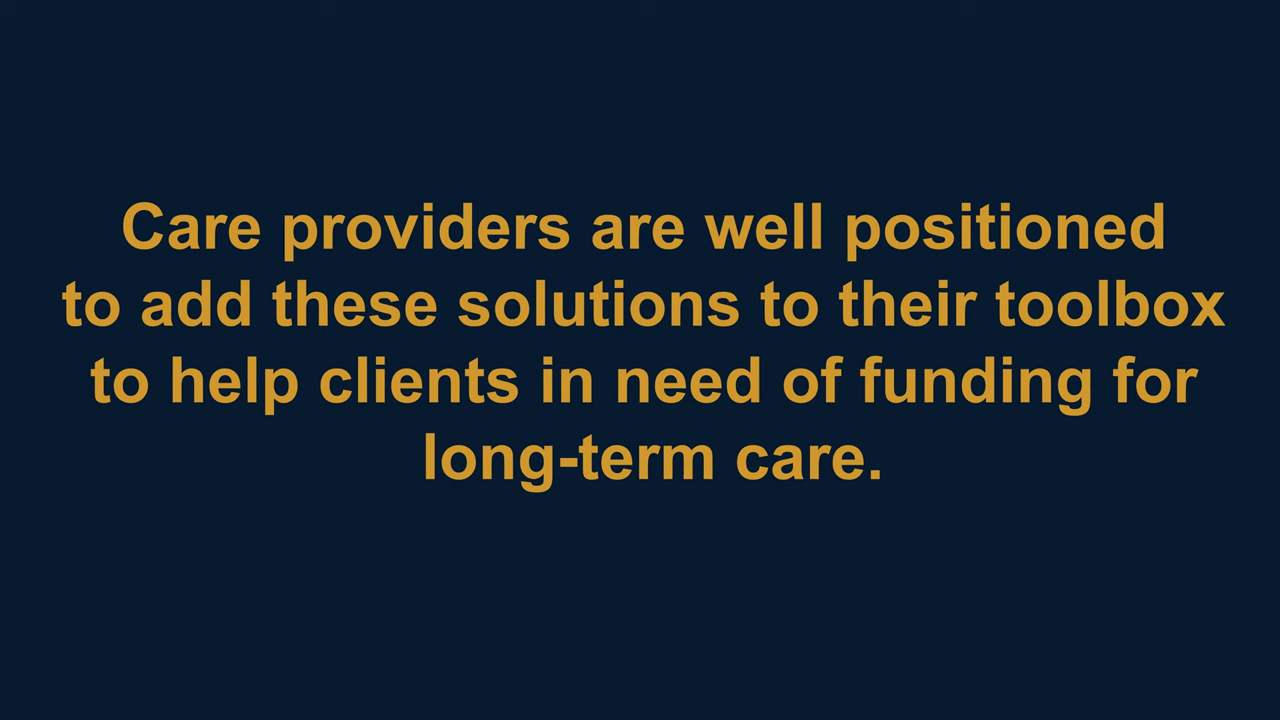 Care providers are well positioned
to add these solutions to their toolbox
to help clients in need of funding for
long-term care.